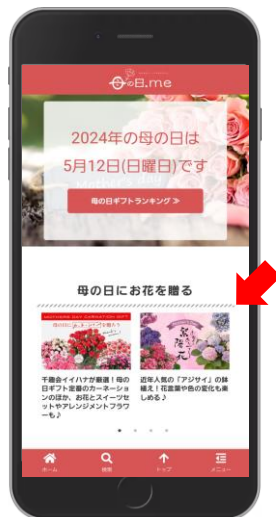 の日.me
2024年の母の日は
5月12日(日曜日)です
母の日ギフトランキング ≫
母の日にお花を贈る
千趣会イイハナが厳選！母の
日ギフト定番のカーネーショ
ンのほか、お花とスイーツセ
ットやアレンジメントフラワ
ーも♪
近年人気の「アジサイ」の鉢
植え！花言葉や色の変化も楽
しめる♪
ホーム
検索
トップ
メニュー